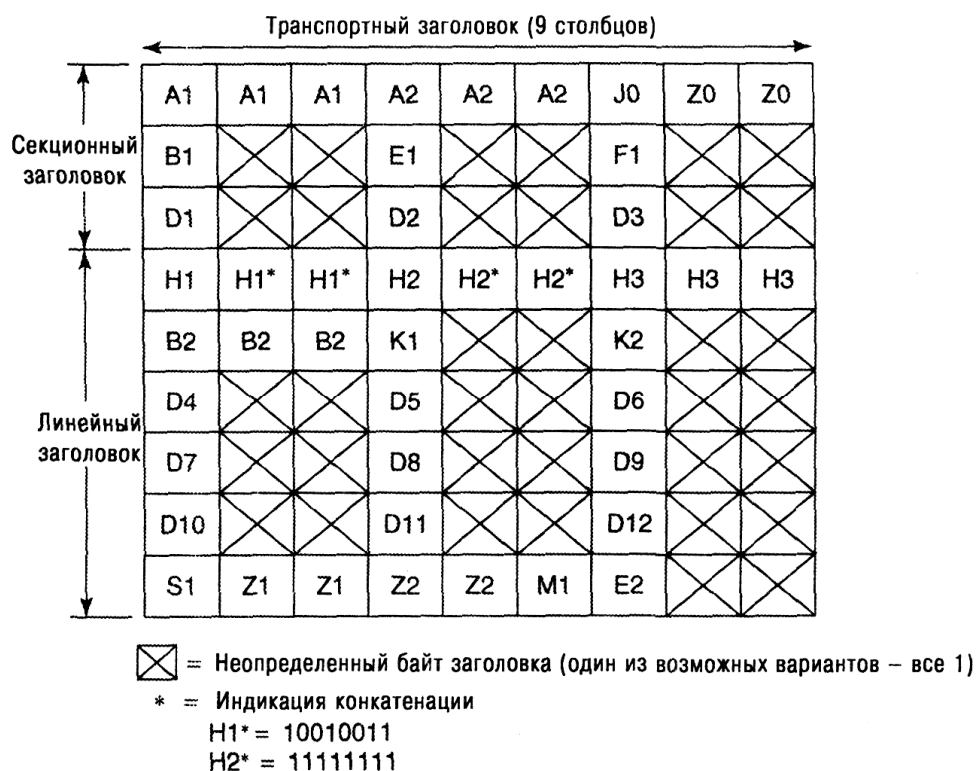 Транспортный заголовок (9 столбцов)
A1 A1 A1 A2 A2 A2 J0 Z0 Z0
Секционный заголовок
B1 E1 F1
D1 D2 D3
H1 H1* H1* H2 H2* H2* H3 H3 H3
B2 B2 B2 K1 K2
D4 D5 D6
Линейный заголовок
D7 D8 D9
D10 D11 D12
S1 Z1 Z1 Z2 Z2 M1 E2
= Неопределенный байт заголовка (один из возможных вариантов – все 1)
* = Индикация конкатенации
H1* = 10010011
H2* = 11111111